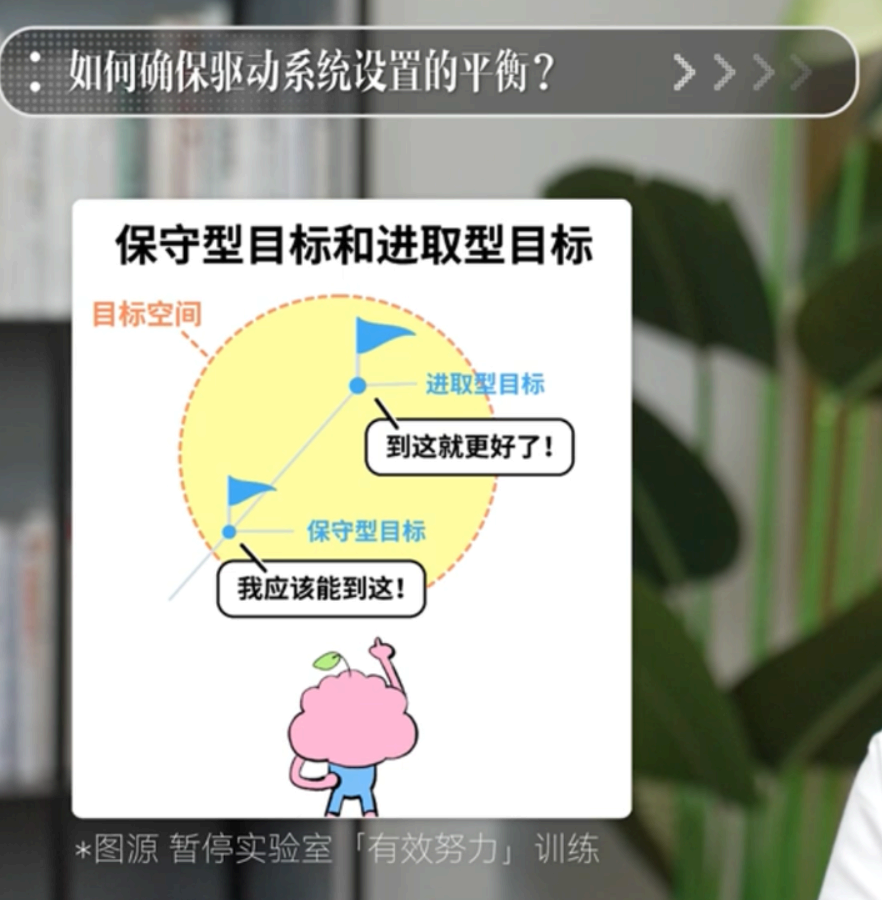 如何确保驱动系统设置的平衡？
保守型目标和进取型目标
目标空间
进取型目标
到这就更好了！
保守型目标
我应该能到这！
*图源 暂停实验室「有效努力」训练